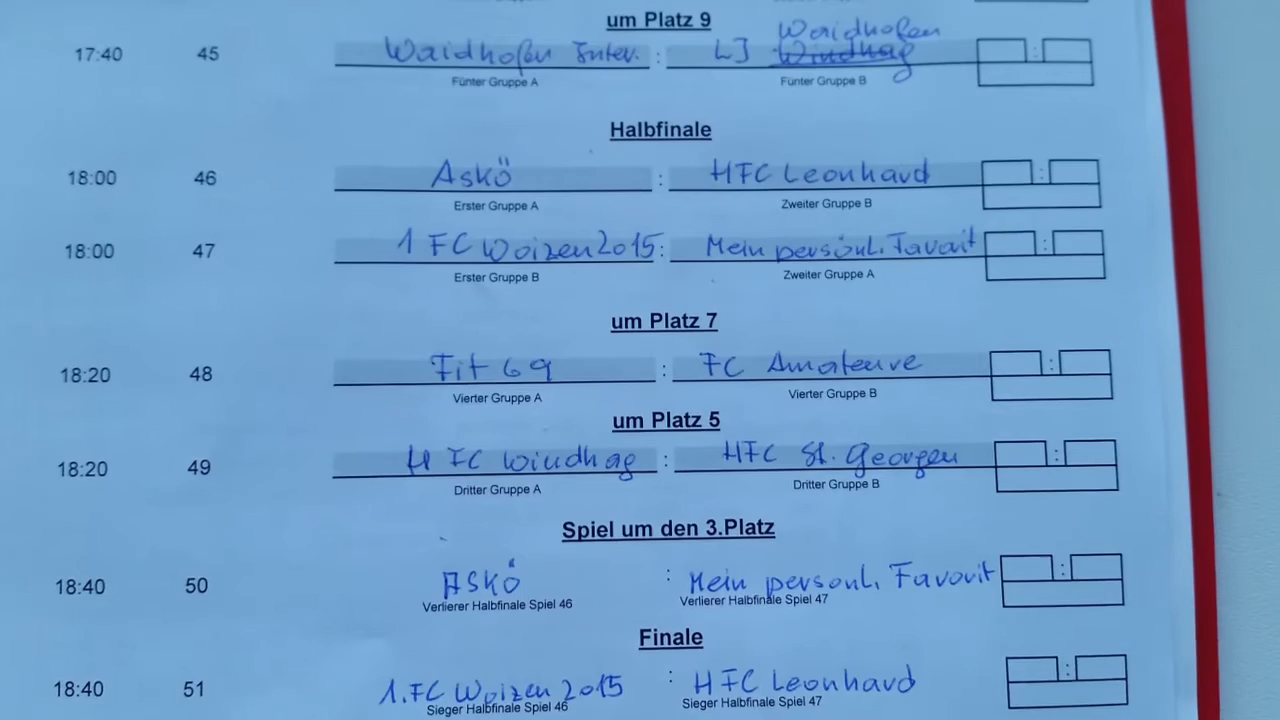 um Platz 9
17:40 45 Waidhofen Inter. : LJ Windhag Waidhofen :
Fünter Gruppe A Fünter Gruppe B
Halbfinale
18:00 46 Askö : HFC Leonhard :
Erster Gruppe A Zweiter Gruppe B
18:00 47 1 FC Woizen 2015 : Mein persönl. Favorit :
Erster Gruppe B Zweiter Gruppe A
um Platz 7
18:20 48 Fit 69 : FC Amateure :
Vierter Gruppe A Vierter Gruppe B
um Platz 5
18:20 49 H FC Windhag : HFC St. Georgen :
Dritter Gruppe A Dritter Gruppe B
Spiel um den 3.Platz
18:40 50 ASKÖ : Mein persönl. Favorit :
Verlierer Halbfinale Spiel 46 Verlierer Halbfinale Spiel 47
Finale
18:40 51 1. FC Woizen 2015 : HFC Leonhard :
Sieger Halbfinale Spiel 46 Sieger Halbfinale Spiel 47